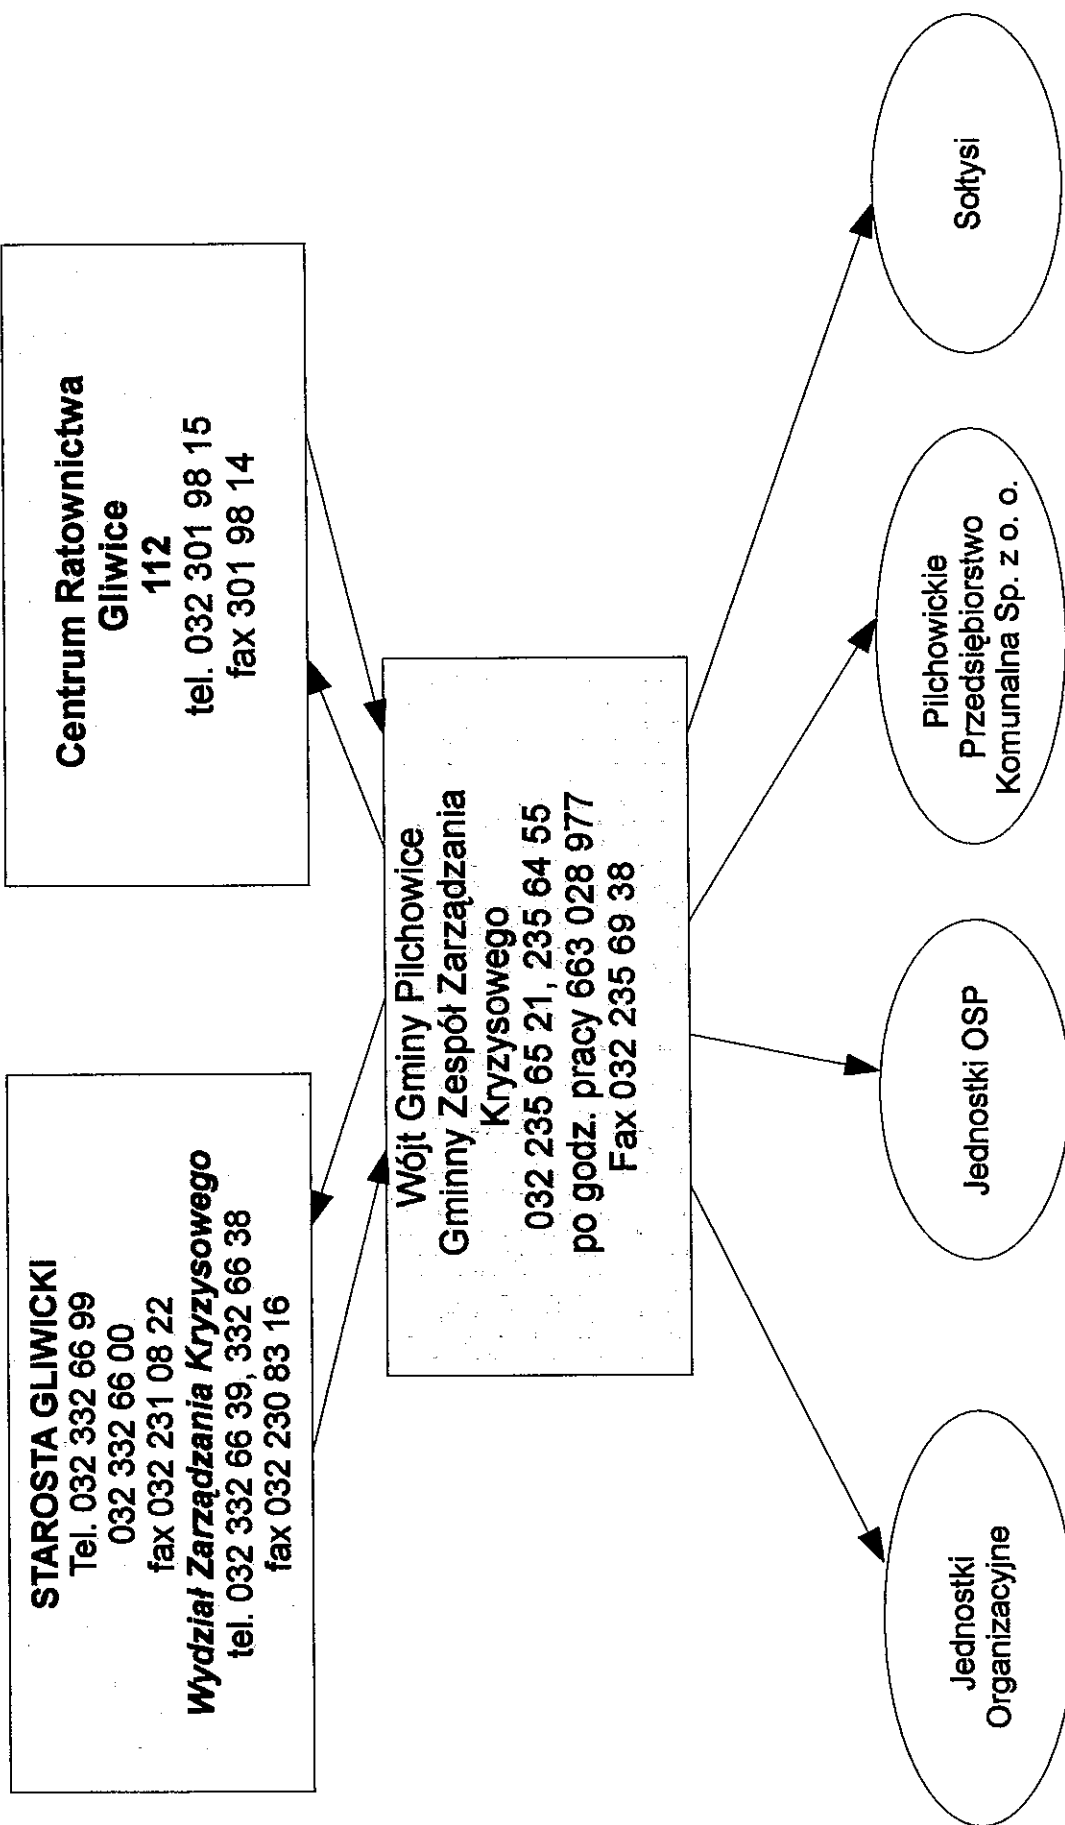 STAROSTA GLIWICKI
Tel. 032 332 66 99
032 332 66 00
fax 032 231 08 22
Wydział Zarządzania Kryzysowego
tel. 032 332 66 39, 332 66 38
fax 032 230 83 16
Centrum Ratownictwa
Gliwice
112
tel. 032 301 98 15
fax 301 98 14
Wójt Gminy Pilchowice
Gminny Zespół Zarządzania
Kryzysowego
032 235 65 21, 235 64 55
po godz. pracy 663 028 977
Fax 032 235 69 38
Jednostki
Organizacyjne
Jednostki OSP
Pilchowickie
Przedsiębiorstwo
Komunalna Sp. z o. o.
Sołtysi